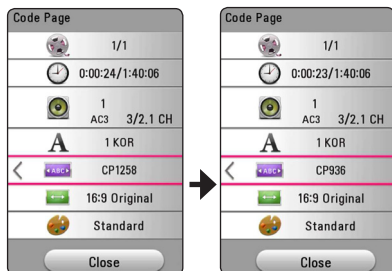 Code Page
1/1
0:00:24/1:40:06
1
AC3 3/2.1 CH
A
1 KOR
ABC
CP1258
16:9 Original
Standard
Close
Code Page
1/1
0:00:23/1:40:06
1
AC3 3/2.1 CH
A
1 KOR
ABC
CP936
16:9 Original
Standard
Close